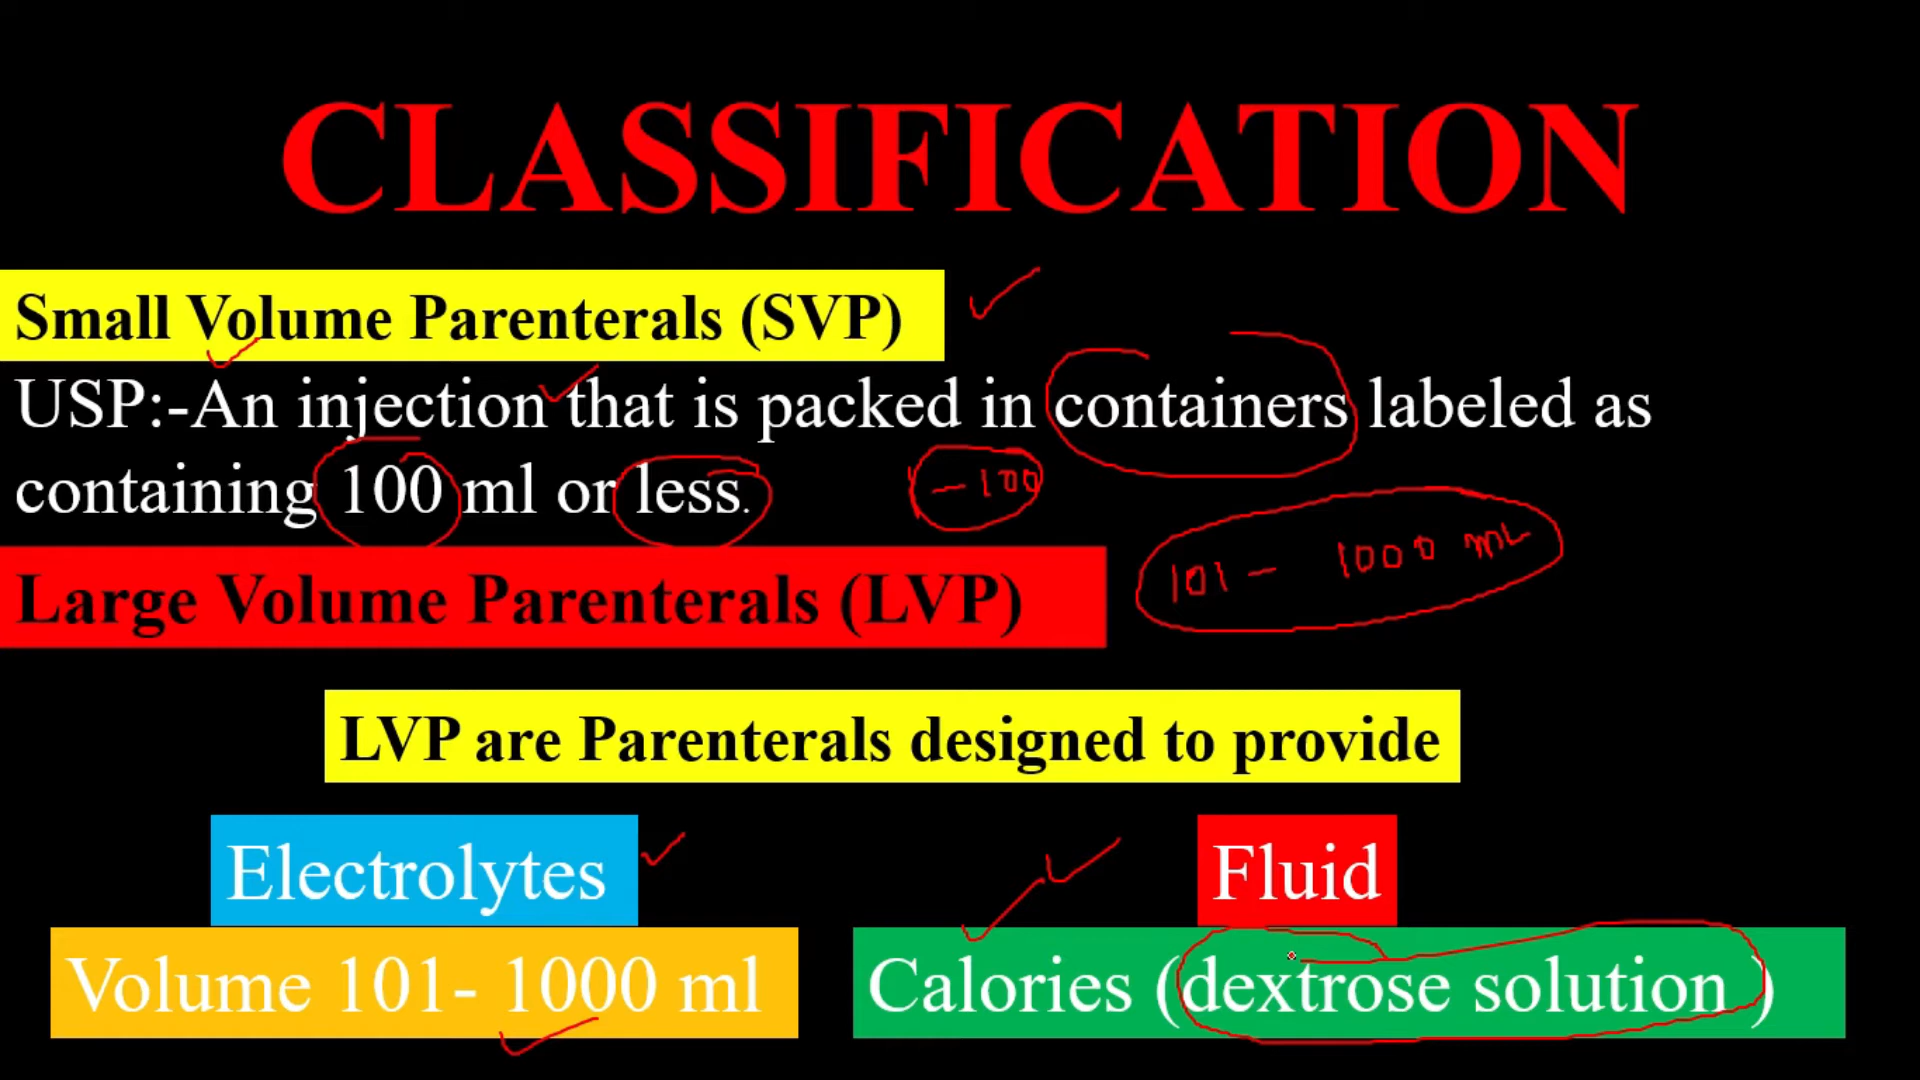 CLASSIFICATION
Small Volume Parenterals (SVP)
USP:-An injection that is packed in containers labeled as
containing 100 ml or less.
-100
101 - 1000 mL
Large Volume Parenterals (LVP)
LVP are Parenterals designed to provide
Electrolytes
Fluid
Volume 101- 1000 ml
Calories (dextrose solution )